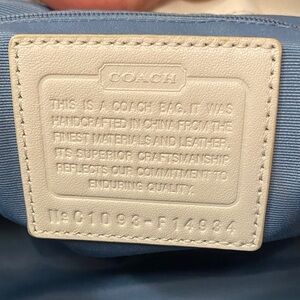 COACH
THIS IS A COACH BAG. IT WAS
HANDCRAFTED IN CHINA FROM THE
FINEST MATERIALS AND LEATHER.
ITS SUPERIOR CRAFTSMANSHIP
REFLECTS OUR COMMITMENT TO
ENDURING QUALITY.
No C1093-F14934